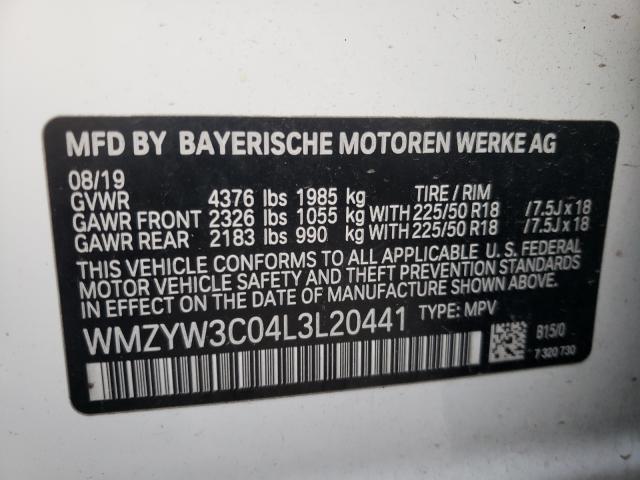 MFD BY BAYERISCHE MOTOREN WERKE AG
08/19 TIRE / RIM
GVWR 4376 lbs 1985 kg
GAWR FRONT 2326 lbs 1055 kg WITH 225/50 R18 /7.5J x 18
GAWR REAR 2183 lbs 990 kg WITH 225/50 R18 /7.5J x 18
THIS VEHICLE CONFORMS TO ALL APPLICABLE U. S. FEDERAL
MOTOR VEHICLE SAFETY AND THEFT PREVENTION STANDARDS
IN EFFECT ON THE DATE OF MANUFACTURE SHOWN ABOVE.
WMZYW3C04L3L20441 TYPE: MPV
B15/0
7 320 730